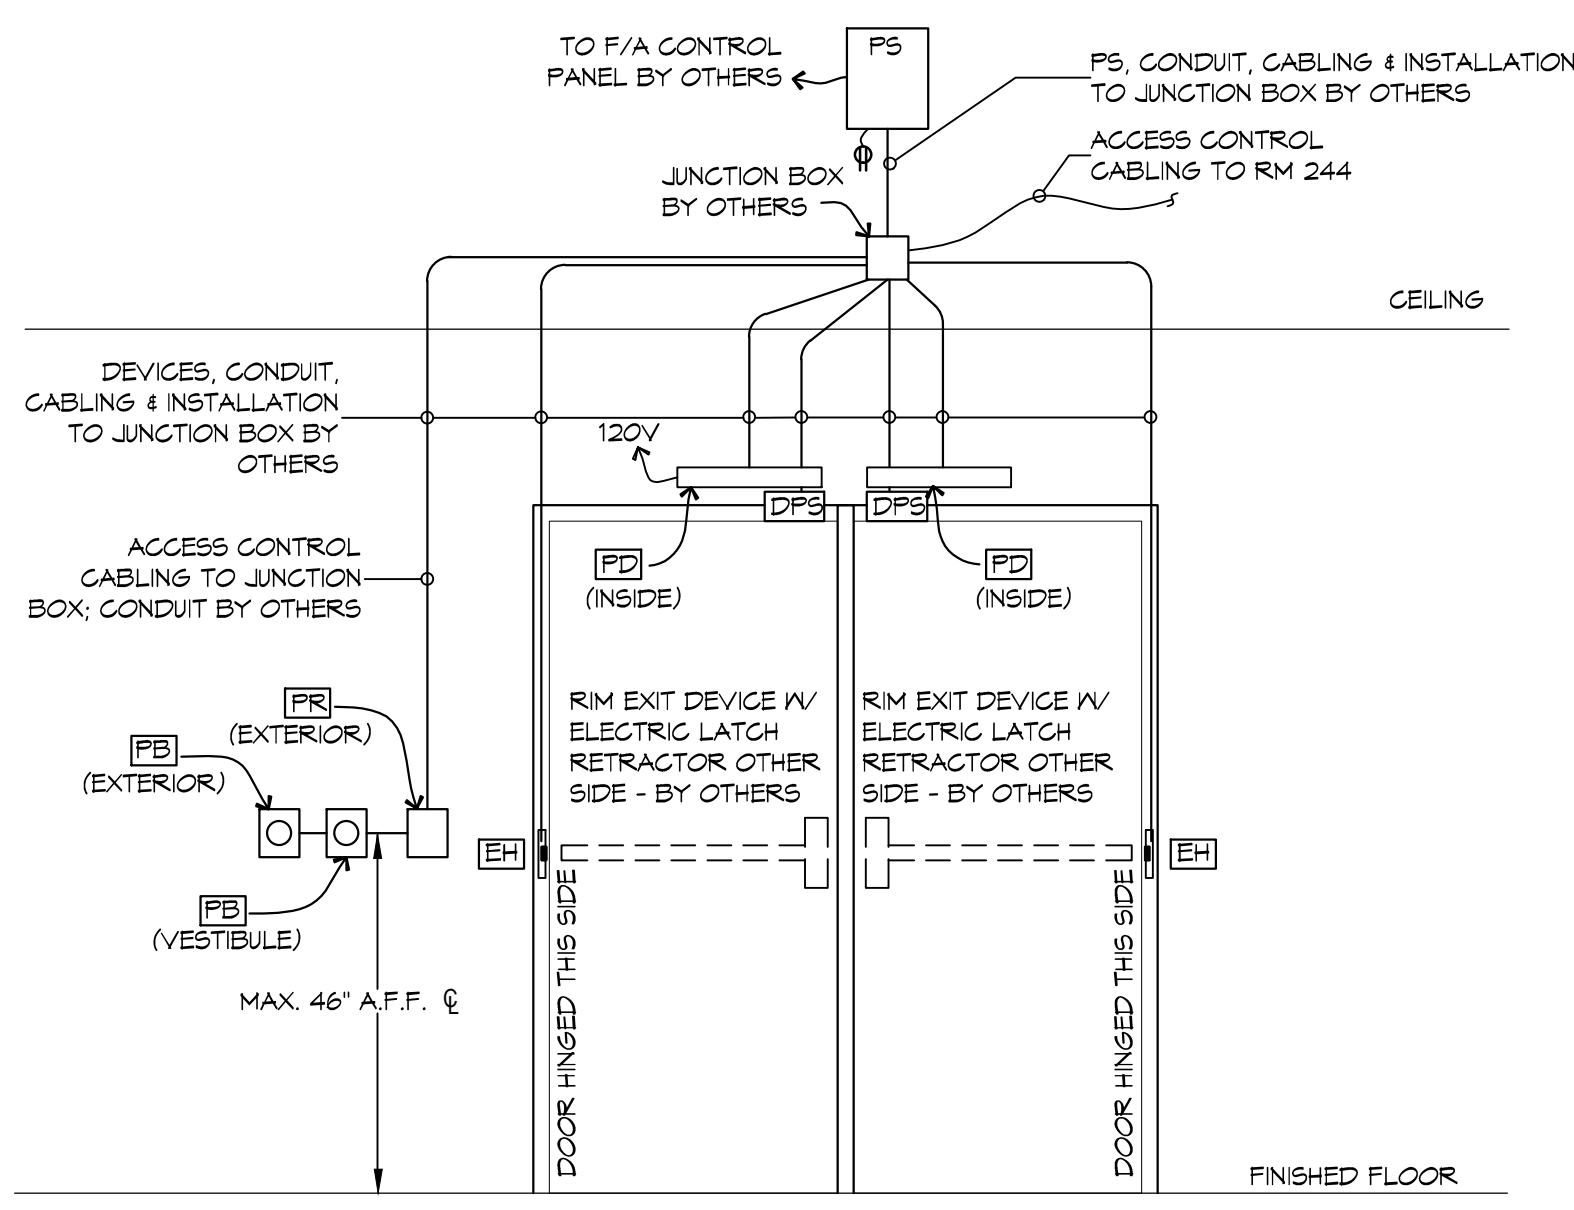 TO F/A CONTROL
PANEL BY OTHERS
PS
PS, CONDUIT, CABLING & INSTALLATION
TO JUNCTION BOX BY OTHERS
ACCESS CONTROL
CABLING TO RM 244
JUNCTION BOX
BY OTHERS
CEILING
DEVICES, CONDUIT,
CABLING & INSTALLATION
TO JUNCTION BOX BY
OTHERS
120V
DPS
DPS
ACCESS CONTROL
CABLING TO JUNCTION
BOX; CONDUIT BY OTHERS
PD
(INSIDE)
PD
(INSIDE)
PR
(EXTERIOR)
PB
(EXTERIOR)
RIM EXIT DEVICE W/
ELECTRIC LATCH
RETRACTOR OTHER
SIDE - BY OTHERS
RIM EXIT DEVICE W/
ELECTRIC LATCH
RETRACTOR OTHER
SIDE - BY OTHERS
EH
EH
PB
(VESTIBULE)
MAX. 46" A.F.F. ℄
DOOR HINGED THIS SIDE
DOOR HINGED THIS SIDE
FINISHED FLOOR